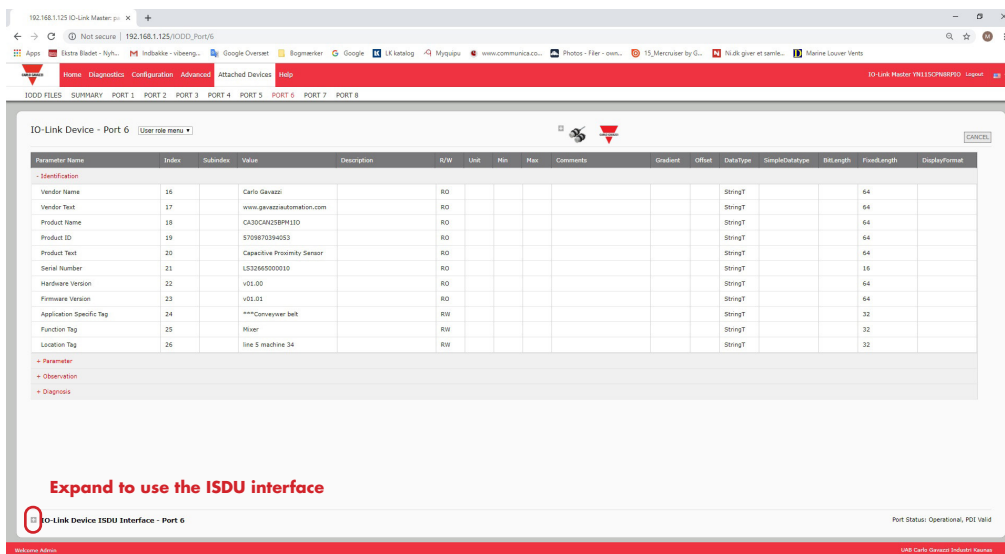 192.168.1.125 IO-Link Master: pa
Not secure | 192.168.1.125/IODD_Port/6
Apps Ekstra Bladet - Nyh... Indbakke - vibeeng... Google Oversæt Bogmærker Google LK katalog Myquipu www.communica.co... Photos - Filer - own... 15_Mercruiser by G... Ni.dk giver et samle... Marine Louver Vents
CARLO GAVAZZI Home Diagnostics Configuration Advanced Attached Devices Help IO-Link Master YN115CPN8RPIO Logout
IODD FILES SUMMARY PORT 1 PORT 2 PORT 3 PORT 4 PORT 5 PORT 6 PORT 7 PORT 8
IO-Link Device - Port 6 User role menu
CARLO GAVAZZI
CANCEL
Parameter Name Index Subindex Value Description R/W Unit Min Max Comments Gradient Offset DataType SimpleDatatype BitLength FixedLength DisplayFormat
- Identification
Vendor Name 16 Carlo Gavazzi RO StringT 64
Vendor Text 17 www.gavazziautomation.com RO StringT 64
Product Name 18 CA30CAN25BPM1IO RO StringT 64
Product ID 19 5709870394053 RO StringT 64
Product Text 20 Capacitive Proximity Sensor RO StringT 64
Serial Number 21 LS32665000010 RO StringT 16
Hardware Version 22 v01.00 RO StringT 64
Firmware Version 23 v01.01 RO StringT 64
Application Specific Tag 24 ***Conveywer belt RW StringT 32
Function Tag 25 Mixer RW StringT 32
Location Tag 26 line 5 machine 34 RW StringT 32
+ Parameter
+ Observation
+ Diagnosis
Expand to use the ISDU interface
IO-Link Device ISDU Interface - Port 6 Port Status: Operational, PDI Valid
Welcome Admin UAB Carlo Gavazzi Industri Kaunas